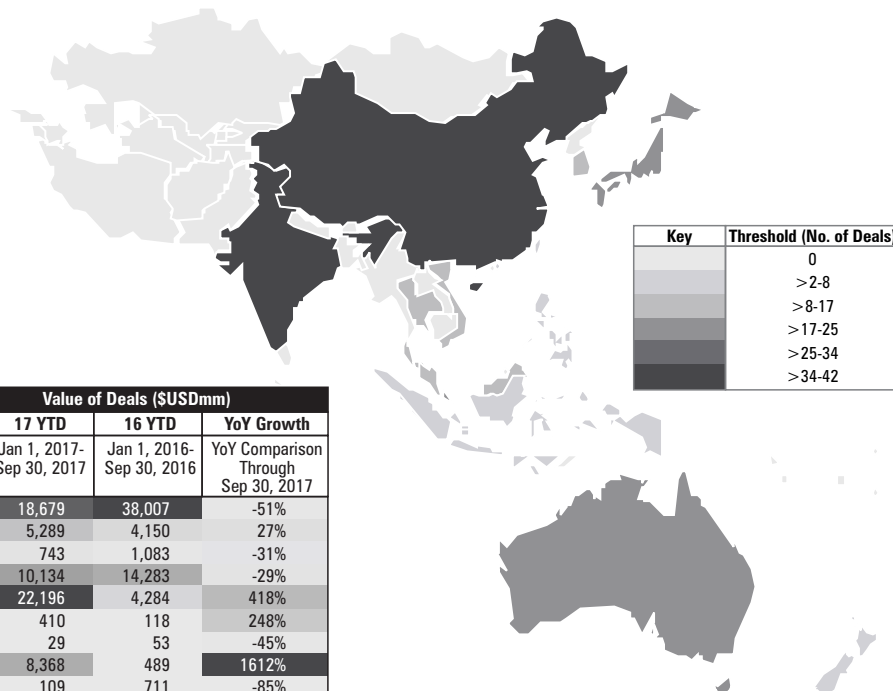 Key Threshold (No. of Deals)
0
>2-8
>8-17
>17-25
>25-34
>34-42
Value of Deals ($USDmm)
17 YTD 16 YTD YoY Growth
Jan 1, 2017- Jan 1, 2016- YoY Comparison
Sep 30, 2017 Sep 30, 2016 Through
Sep 30, 2017
18,679 38,007 -51%
5,289 4,150 27%
743 1,083 -31%
10,134 14,283 -29%
22,196 4,284 418%
410 118 248%
29 53 -45%
8,368 489 1612%
109 711 -85%